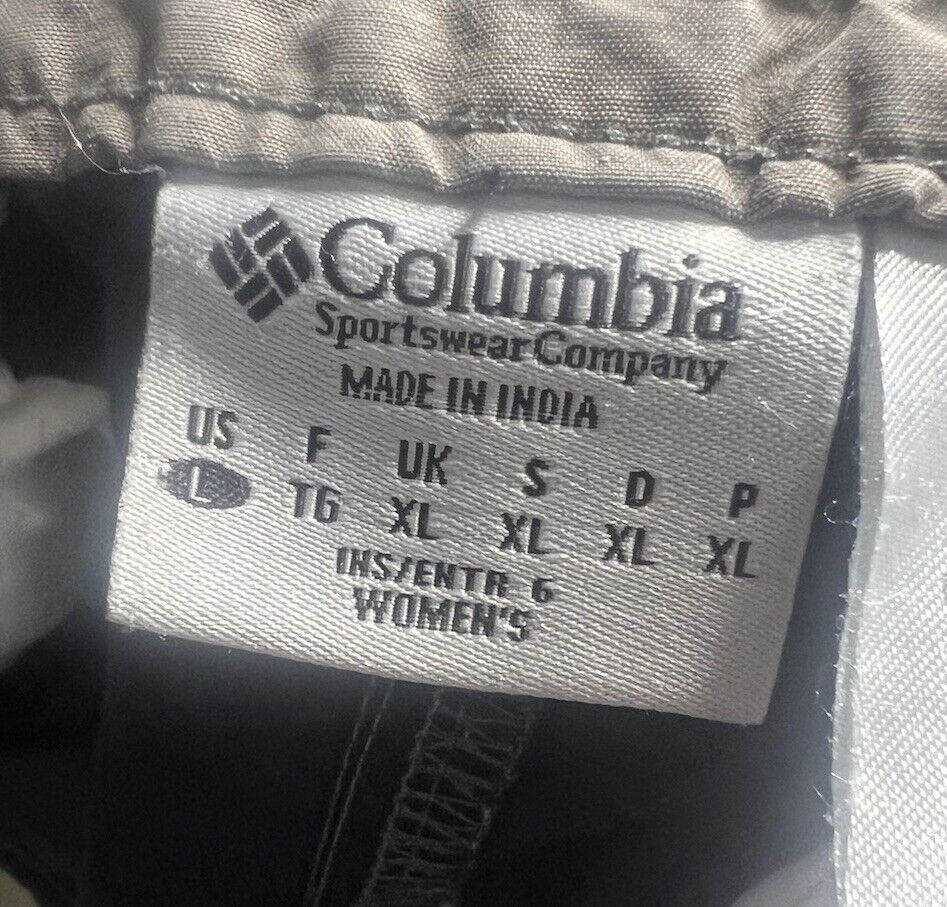 Columbia
Sportswear Company
MADE IN INDIA
US F UK S D P
L TG XL XL XL XL
INS/ENTR 6
WOMEN'S